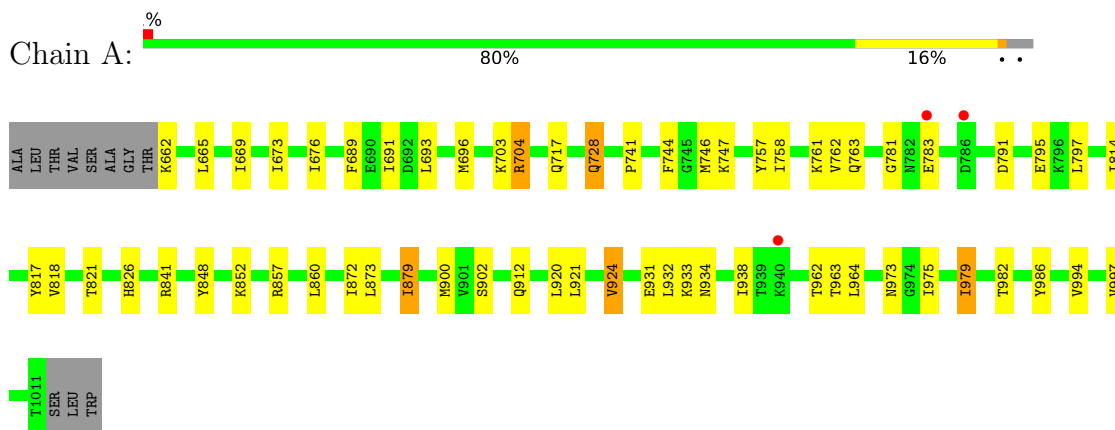 .%
Chain A:
80% 16% • •
ALA LEU THR VAL SER ALA GLY THR K662 L665 I669 I673 I676 F689 E690 I691 D692 L693 M696 K703 R704 Q717 Q728 P741 F744 G745 M746 K747 Y757 I758 K761 V762 Q763 G781 N782 E783 D786 D791 E795 K796 L797
Y817 V818 T821 H826 R841 Y848 K852 R857 L860 I872 L873 I879 M900 V901 S902 Q912 L920 L921 V924 E931 L932 K933 N934 I938 T939 K940 T962 T963 L964 N973 G974 I975 I979 T982 Y986 V994
T1011 SER LEU TRP